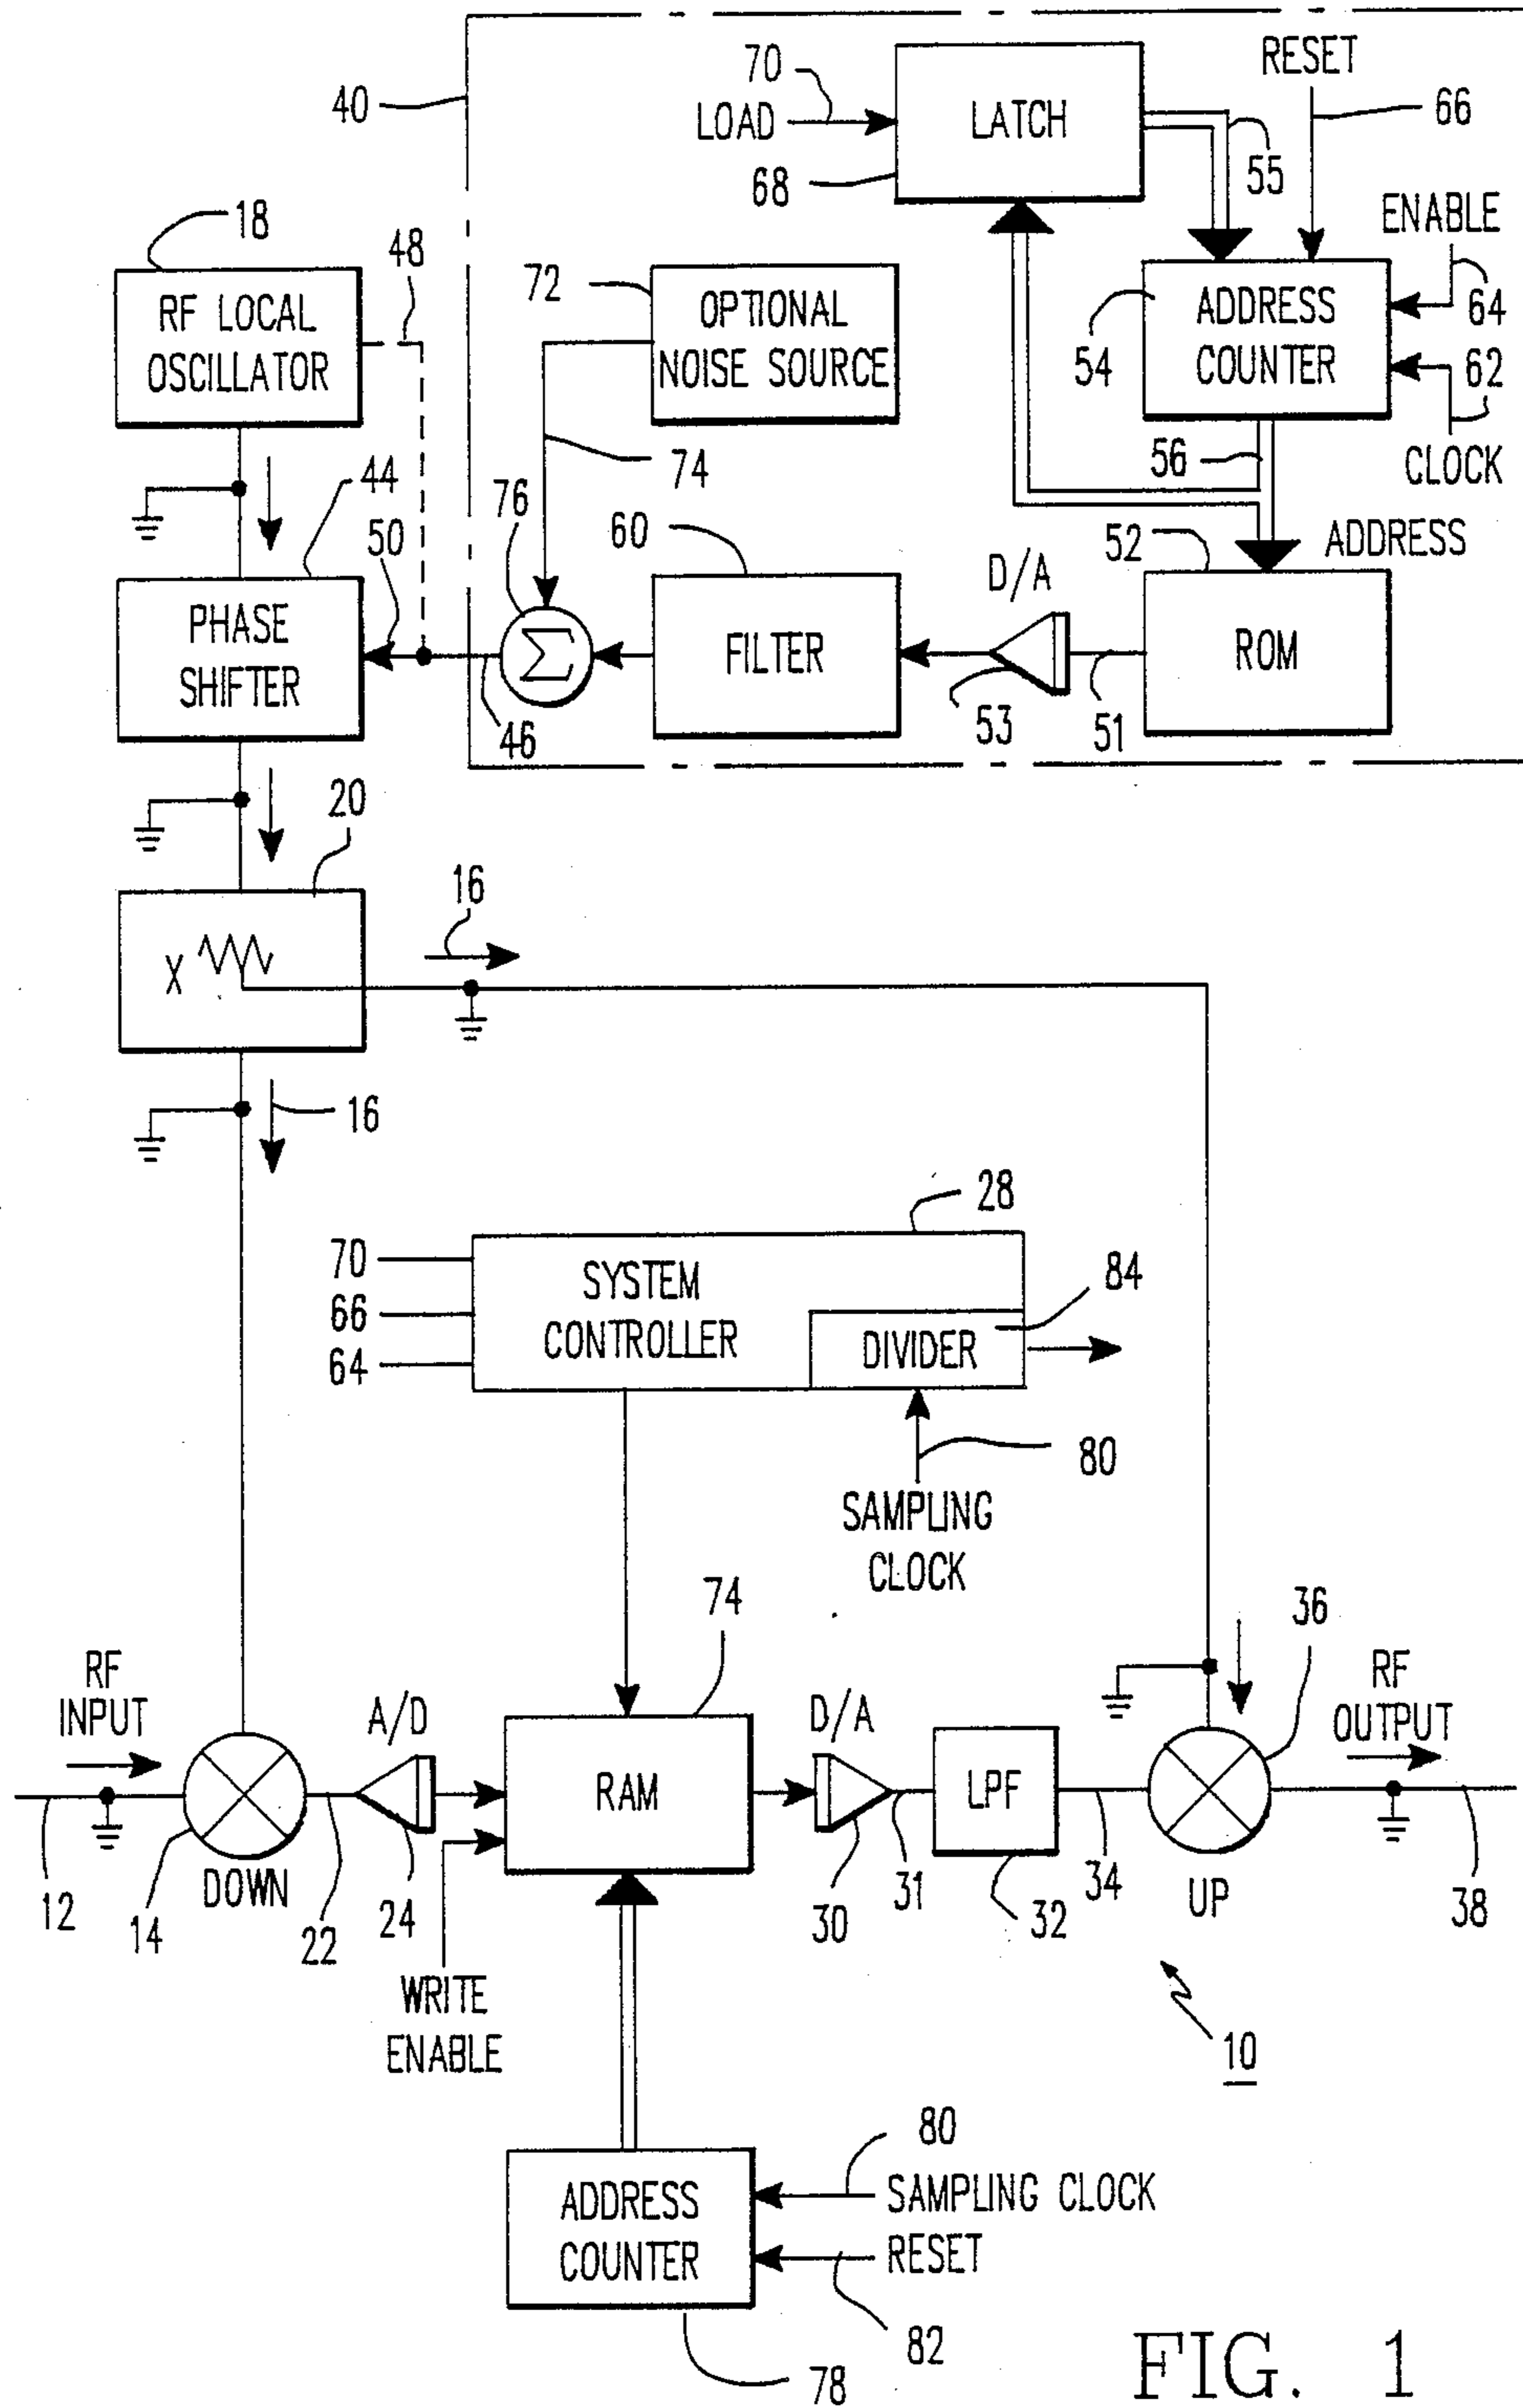 40
70
LOAD
LATCH
68
55
RESET
66
ENABLE
64
62
CLOCK
ADDRESS
COUNTER
54
56
18
RF LOCAL
OSCILLATOR
48
72
OPTIONAL
NOISE SOURCE
74
44
50
76
Σ
60
D/A
52
ADDRESS
PHASE
SHIFTER
46
FILTER
53
51
ROM
20
X
16
16
28
70
66
64
SYSTEM
CONTROLLER
DIVIDER
84
80
SAMPLING
CLOCK
74
36
RF
INPUT
A/D
RAM
D/A
LPF
RF
OUTPUT
12
14
DOWN
22
24
30
31
32
34
UP
38
WRITE
ENABLE
10
80
ADDRESS
COUNTER
SAMPLING CLOCK
RESET
82
78
FIG. 1